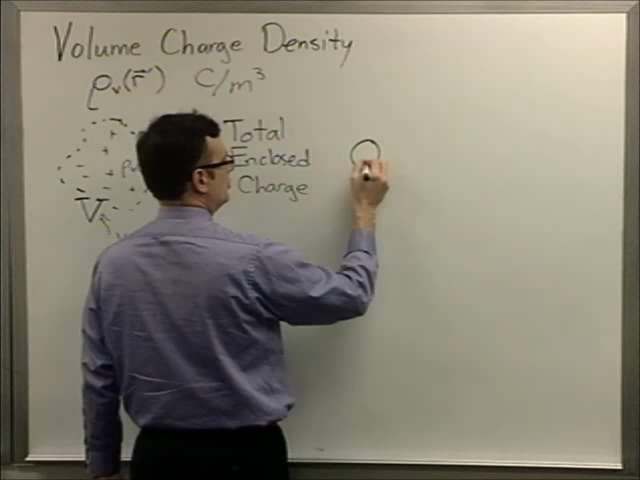 Volume Charge Density
ρᵥ(r⃗) C/m³
Total
Enclosed
Charge
V